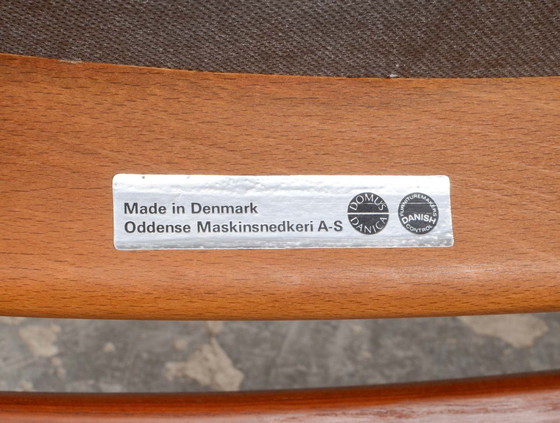 Made in Denmark
Oddense Maskinsnedkeri A-S
DOMUS
DANICA
FURNITUREMAKERS
DANISH
CONTROL